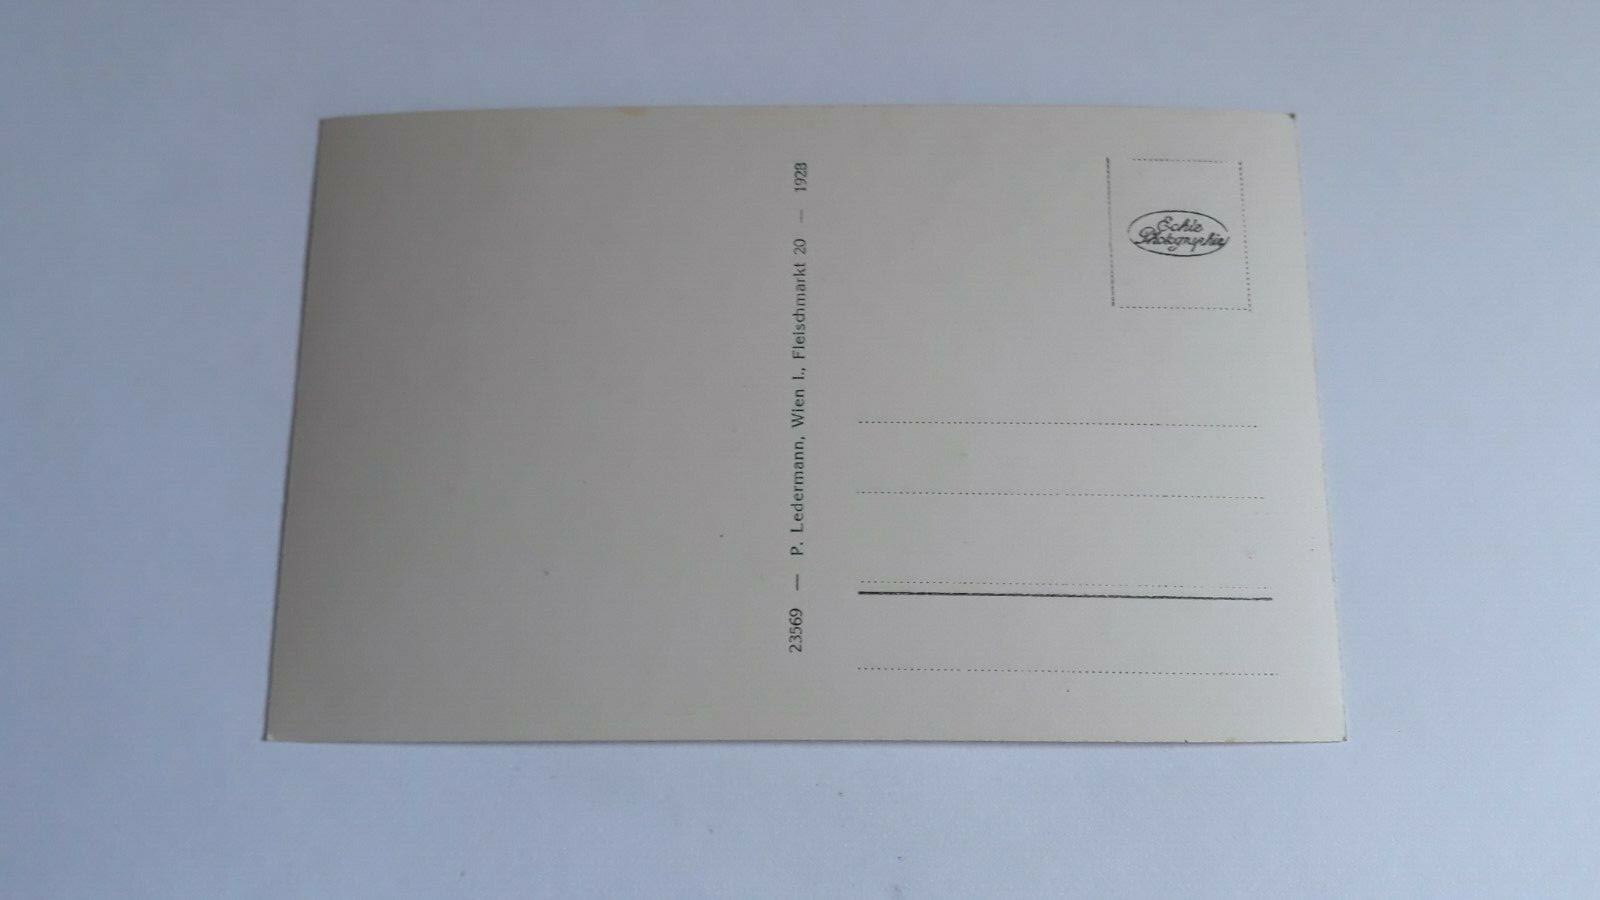 23569 — P. Ledermann, Wien I., Fleischmarkt 20 — 1928
Echte
Photographie